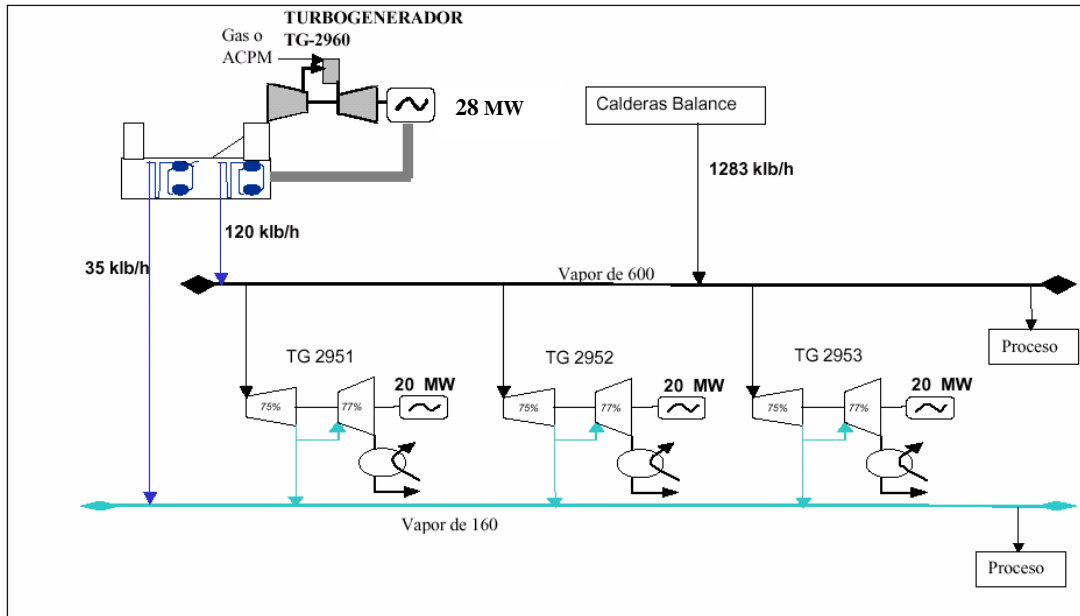 TURBOGENERADOR
TG-2960
Gas o
ACPM
28 MW
Calderas Balance
1283 klb/h
120 klb/h
35 klb/h
Vapor de 600
Proceso
TG 2951
TG 2952
TG 2953
20 MW
20 MW
20 MW
75%
77%
75%
77%
75%
77%
Vapor de 160
Proceso